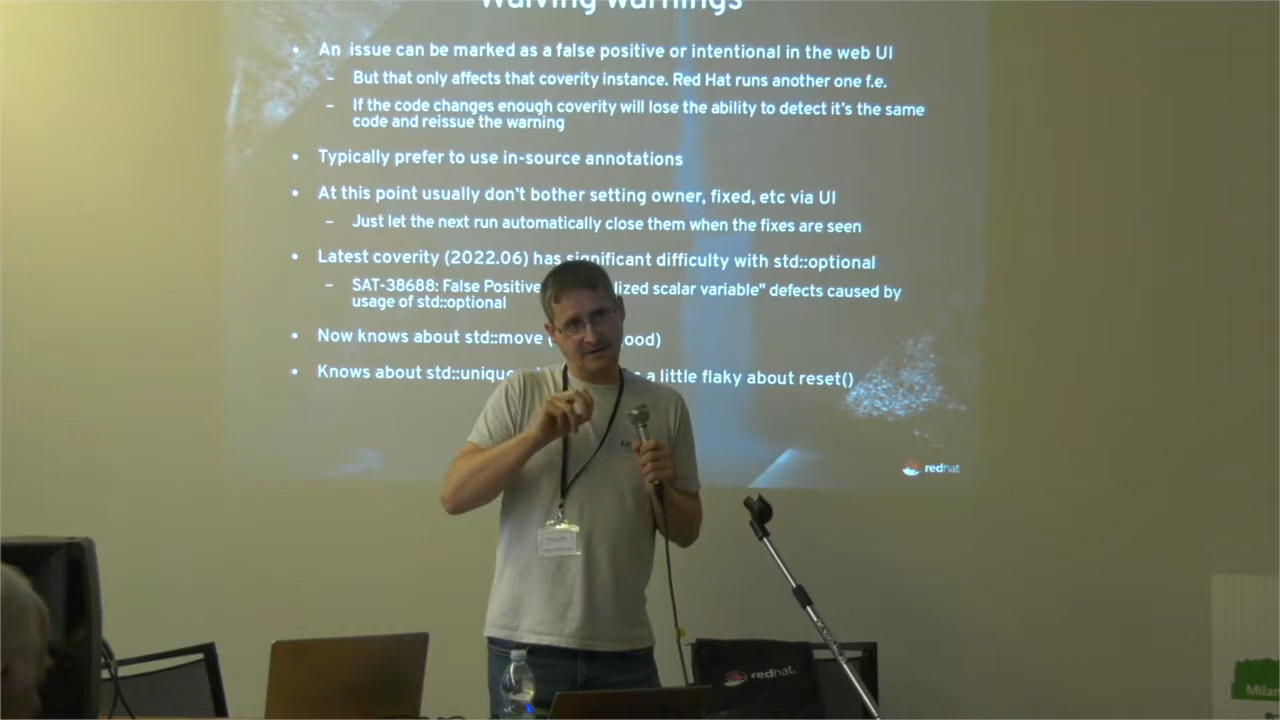 Waiving warnings
An issue can be marked as a false positive or intentional in the web UI
But that only affects that coverity instance. Red Hat runs another one f.e.
If the code changes enough coverity will lose the ability to detect it's the same
code and reissue the warning
Typically prefer to use in-source annotations
At this point usually don't bother setting owner, fixed, etc via UI
Just let the next run automatically close them when the fixes are seen
Latest coverity (2022.06) has significant difficulty with std::optional
SAT-38688: False Positive lized scalar variable" defects caused by
usage of std::optional
Now knows about std::move ( ood)
Knows about std::unique a little flaky about reset()
redhat
redhat.
Milan